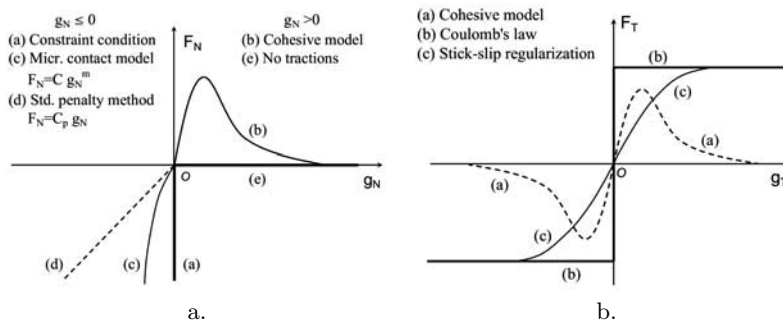 g_N ≤ 0
(a) Constraint condition
(c) Micr. contact model
F_N=C g_N^m
(d) Std. penalty method
F_N=C_p g_N
F_N
g_N >0
(b) Cohesive model
(e) No tractions
(b)
O
(e)
g_N
(d)
(c)
(a)
a.
(a) Cohesive model
(b) Coulomb's law
(c) Stick-slip regularization
F_T
(b)
(c)
(a)
(a)
O
g_T
(c)
(b)
b.